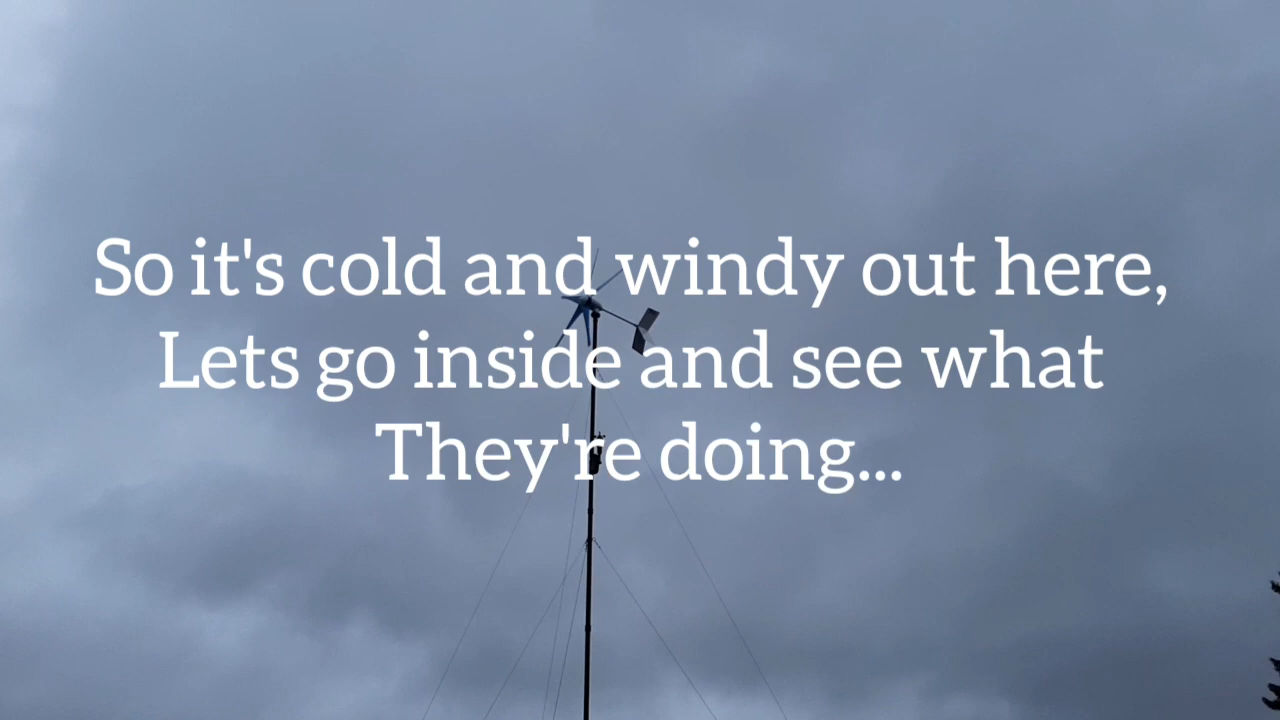 So it's cold and windy out here,
Lets go inside and see what
They're doing...